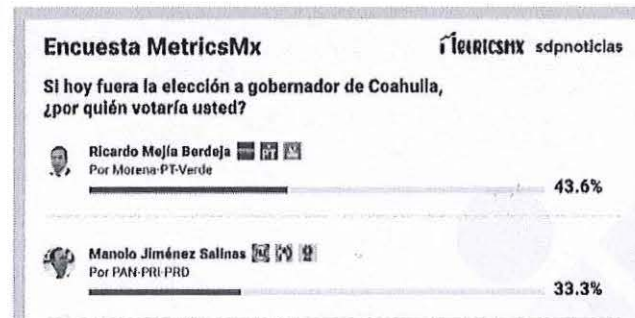 Encuesta MetricsMx
METRICSMX sdpnoticias
Si hoy fuera la elección a gobernador de Coahuila,
¿por quién votaría usted?
Ricardo Mejía Berdeja
Por Morena-PT-Verde
43.6%
Manolo Jiménez Salinas
Por PAN-PRI-PRD
33.3%